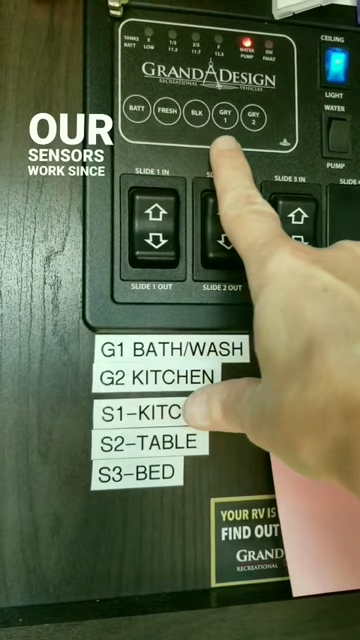 TANKS E 1/3 2/3 F WATER DSI
BATT LOW 11.2 11.7 12.3 PUMP FAULT
GRAND DESIGN
RECREATIONAL VEHICLES
BATT FRESH BLK GRY 1 GRY 2
CEILING
LIGHT
WATER
PUMP
OUR
SENSORS
WORK SINCE
SLIDE 1 IN SLIDE 3 IN
SLIDE 1 OUT SLIDE 2 OUT
G1 BATH/WASH
G2 KITCHEN
S1-KITC
S2-TABLE
S3-BED
YOUR RV IS
FIND OUT
GRAND
RECREATIONAL